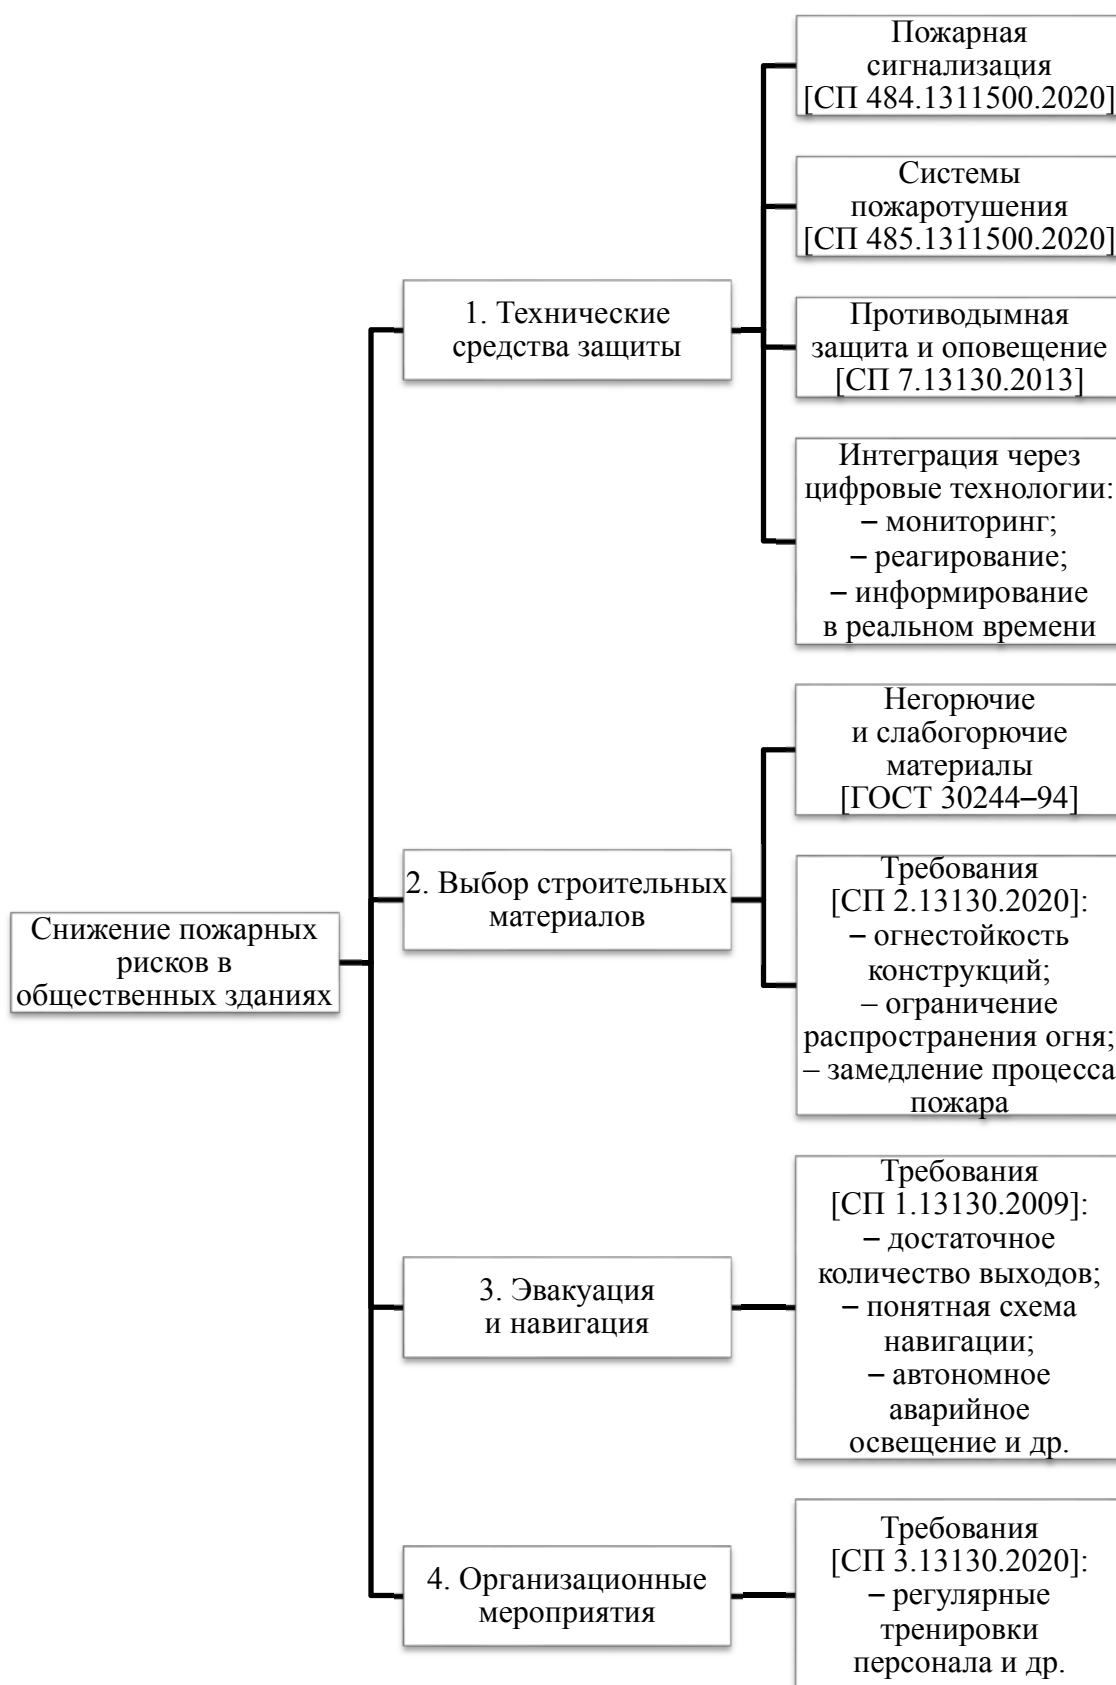 Снижение пожарных
рисков в
общественных зданиях
1. Технические
средства защиты
Пожарная
сигнализация
[СП 484.1311500.2020]
Системы
пожаротушения
[СП 485.1311500.2020]
Противодымная
защита и оповещение
[СП 7.13130.2013]
Интеграция через
цифровые технологии:
– мониторинг;
– реагирование;
– информирование
в реальном времени
2. Выбор строительных
материалов
Негорючие
и слабогорючие
материалы
[ГОСТ 30244–94]
Требования
[СП 2.13130.2020]:
– огнестойкость
конструкций;
– ограничение
распространения огня;
– замедление процесса
пожара
3. Эвакуация
и навигация
Требования
[СП 1.13130.2009]:
– достаточное
количество выходов;
– понятная схема
навигации;
– автономное
аварийное
освещение и др.
4. Организационные
мероприятия
Требования
[СП 3.13130.2020]:
– регулярные
тренировки
персонала и др.